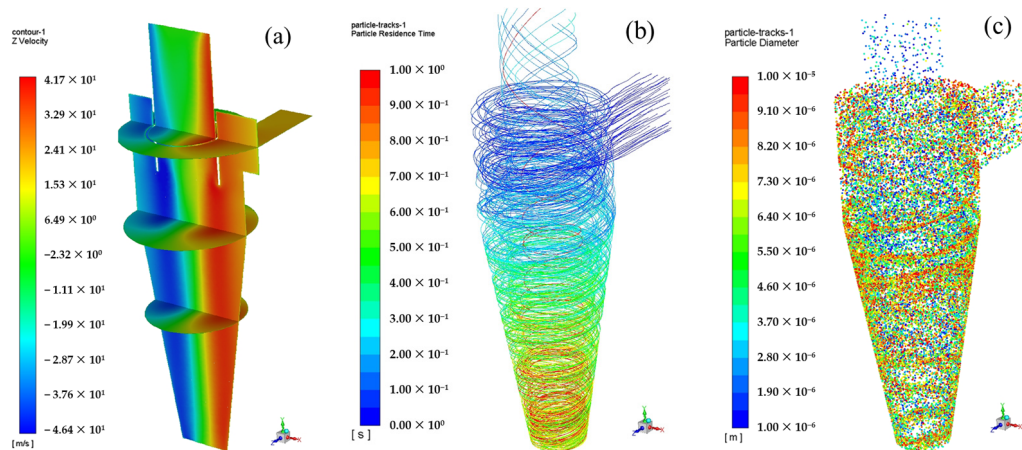 contour-1
Z Velocity
(a)
4.17 × 10¹
3.29 × 10¹
2.41 × 10¹
1.53 × 10¹
6.49 × 10⁰
−2.32 × 10⁰
−1.11 × 10¹
−1.99 × 10¹
−2.87 × 10¹
−3.76 × 10¹
−4.64 × 10¹
[ m/s ]
Y
Z
X
particle-tracks-1
Particle Residence Time
(b)
1.00 × 10⁰
9.00 × 10⁻¹
8.00 × 10⁻¹
7.00 × 10⁻¹
6.00 × 10⁻¹
5.00 × 10⁻¹
4.00 × 10⁻¹
3.00 × 10⁻¹
2.00 × 10⁻¹
1.00 × 10⁻¹
0.00 × 10⁰
[ s ]
Y
Z
X
particle-tracks-1
Particle Diameter
(c)
1.00 × 10⁻⁵
9.10 × 10⁻⁶
8.20 × 10⁻⁶
7.30 × 10⁻⁶
6.40 × 10⁻⁶
5.50 × 10⁻⁶
4.60 × 10⁻⁶
3.70 × 10⁻⁶
2.80 × 10⁻⁶
1.90 × 10⁻⁶
1.00 × 10⁻⁶
[ m ]
Y
Z
X